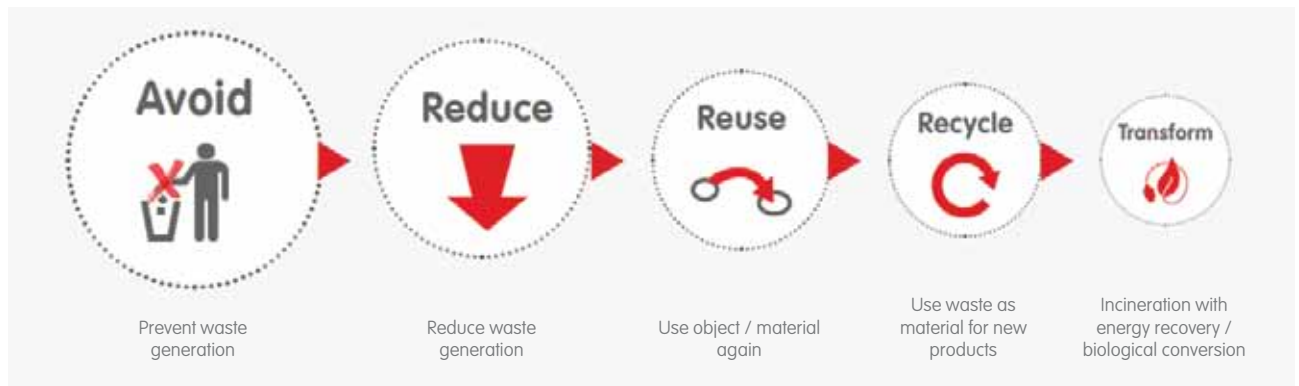 Avoid
Reduce
Reuse
Recycle
Transform
Prevent waste
generation
Reduce waste
generation
Use object / material
again
Use waste as
material for new
products
Incineration with
energy recovery /
biological conversion